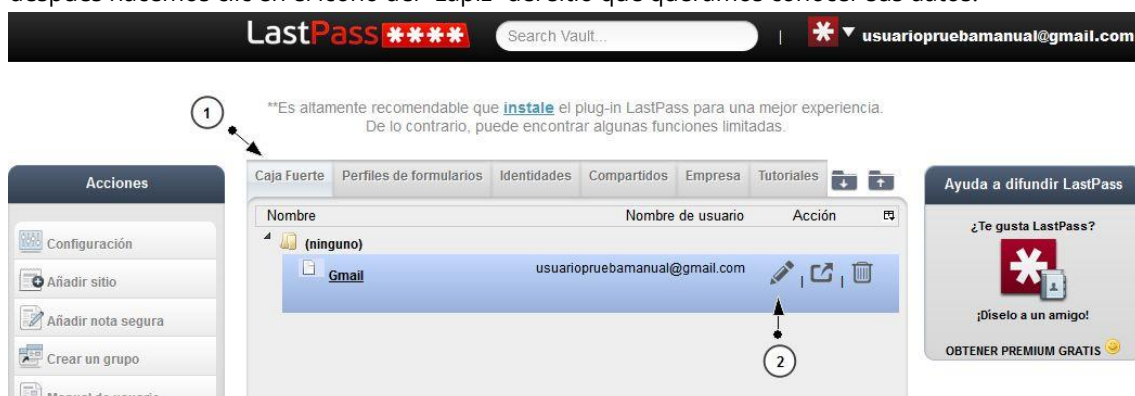 después hacemos clic en el icono del "Lápiz" del sitio que queramos conocer sus datos.
LastPass ****
Search Vault...
|
usuariopruebamanual@gmail.com
1
**Es altamente recomendable que instale el plug-in LastPass para una mejor experiencia.
De lo contrario, puede encontrar algunas funciones limitadas.
Acciones
Configuración
Añadir sitio
Añadir nota segura
Crear un grupo
Manual de usuario
Caja Fuerte Perfiles de formularios Identidades Compartidos Empresa Tutoriales
Nombre Nombre de usuario Acción
(ninguno)
Gmail usuariopruebamanual@gmail.com | |
2
Ayuda a difundir LastPass
¿Te gusta LastPass?
¡Díselo a un amigo!
OBTENER PREMIUM GRATIS